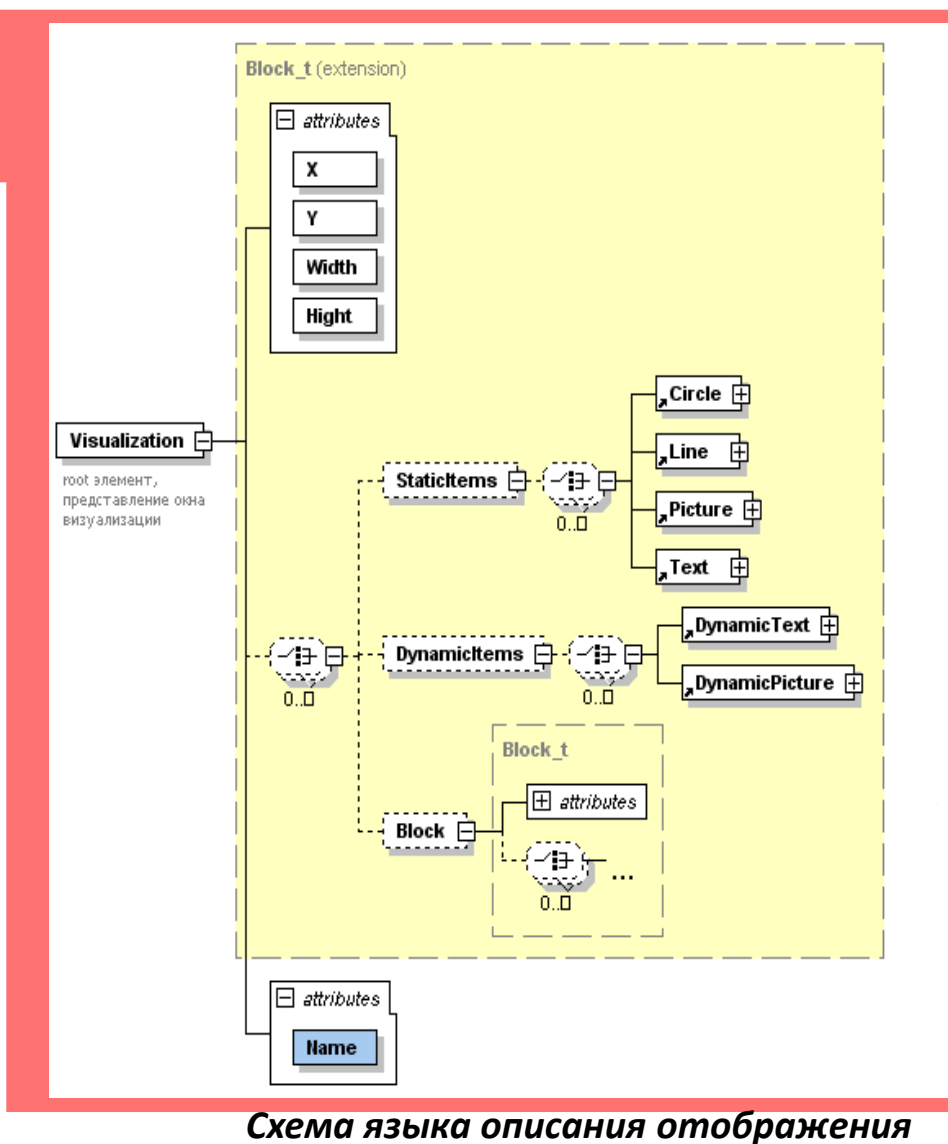 Block_t (extension)
attributes
X
Y
Width
Hight
Visualization
root элемент,
представление окна
визуализации
StaticItems
0..
Circle
Line
Picture
Text
0..
DynamicItems
0..
DynamicText
DynamicPicture
Block_t
attributes
Block
0..
...
attributes
Name
Схема языка описания отображения